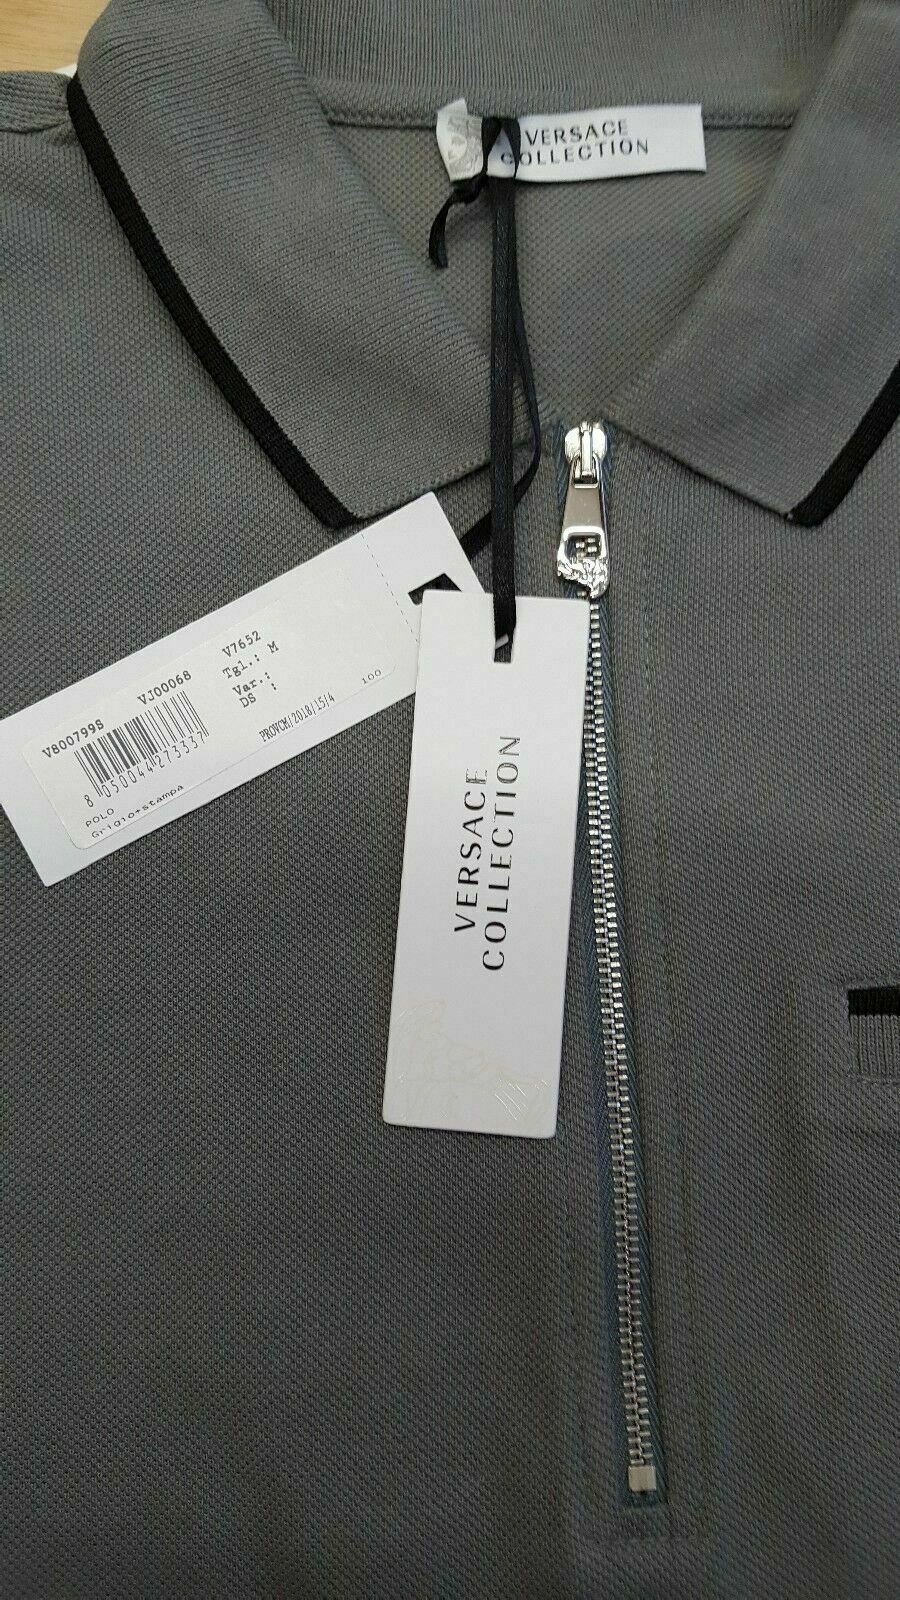 VERSACE
COLLECTION
V800799S VJ00068 V7652
Tgl.: M
Var.:
DS :
8 050044 273337
PROVCM/2018/15/4 100
POLO
Grigio+stampa
VERSACE
COLLECTION